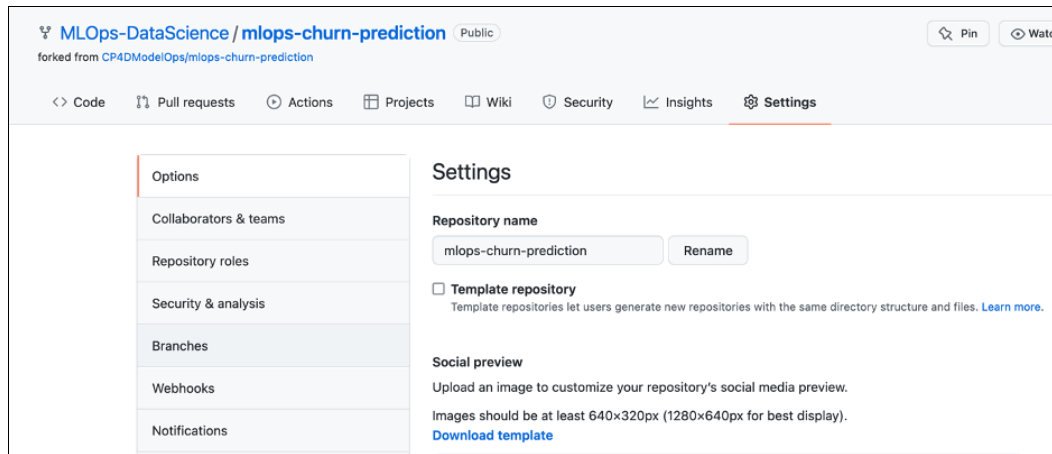 MLOps-DataScience / mlops-churn-prediction Public
Pin
forked from CP4DModelOps/mlops-churn-prediction
Code
Pull requests
Actions
Projects
Wiki
Security
Insights
Settings
Options
Collaborators & teams
Repository roles
Security & analysis
Branches
Webhooks
Notifications
Settings
Repository name
mlops-churn-prediction
Rename
Template repository
Template repositories let users generate new repositories with the same directory structure and files. Learn more.
Social preview
Upload an image to customize your repository's social media preview.
Images should be at least 640×320px (1280×640px for best display).
Download template